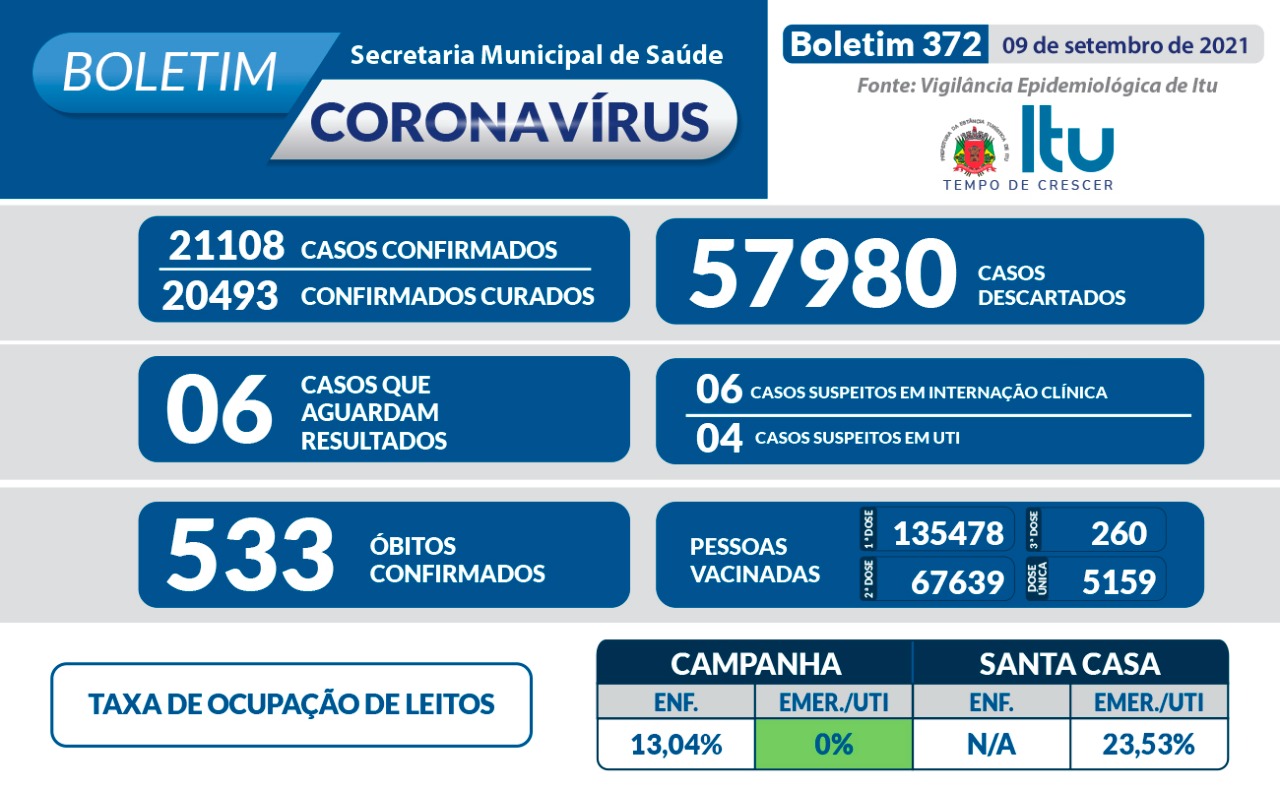 BOLETIM
Secretaria Municipal de Saúde
CORONAVÍRUS
Boletim 372
09 de setembro de 2021
Fonte: Vigilância Epidemiológica de Itu
PREFEITURA DA ESTÂNCIA TURÍSTICA DE ITU
Itu
TEMPO DE CRESCER
21108 CASOS CONFIRMADOS
20493 CONFIRMADOS CURADOS
57980 CASOS
DESCARTADOS
06 CASOS QUE
AGUARDAM
RESULTADOS
06 CASOS SUSPEITOS EM INTERNAÇÃO CLÍNICA
04 CASOS SUSPEITOS EM UTI
533 ÓBITOS
CONFIRMADOS
PESSOAS
VACINADAS
1ª DOSE 135478
3ª DOSE 260
2ª DOSE 67639
DOSE
ÚNICA 5159
TAXA DE OCUPAÇÃO DE LEITOS
CAMPANHA SANTA CASA
ENF. EMER./UTI ENF. EMER./UTI
13,04% 0% N/A 23,53%